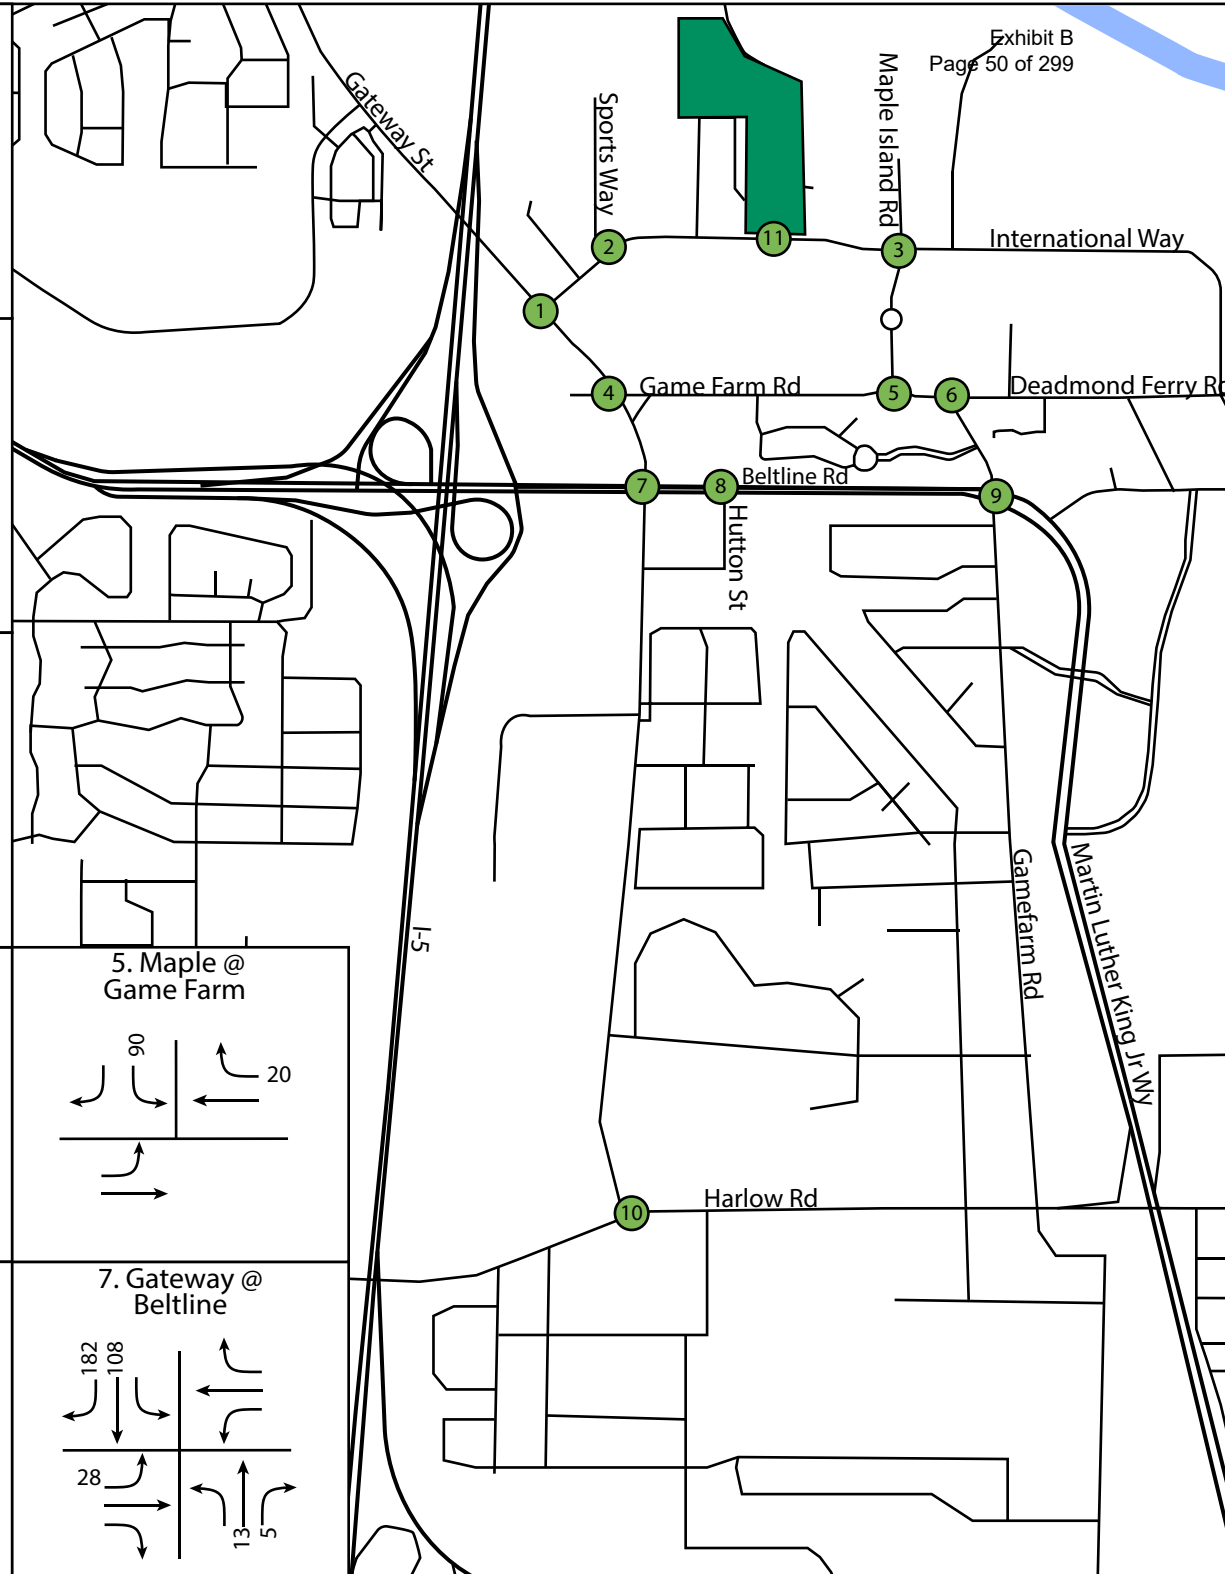 Exhibit B
Page 50 of 299
Gateway St
Sports Way
Maple Island Rd
International Way
2
11
3
1
4
Game Farm Rd
5
6
Deadmond Ferry Rd
7
8
Beltline Rd
9
Hutton St
I-5
Gamefarm Rd
Martin Luther King Jr Wy
10
Harlow Rd
5. Maple @
Game Farm
90
20
7. Gateway @
Beltline
182
108
28
13
5